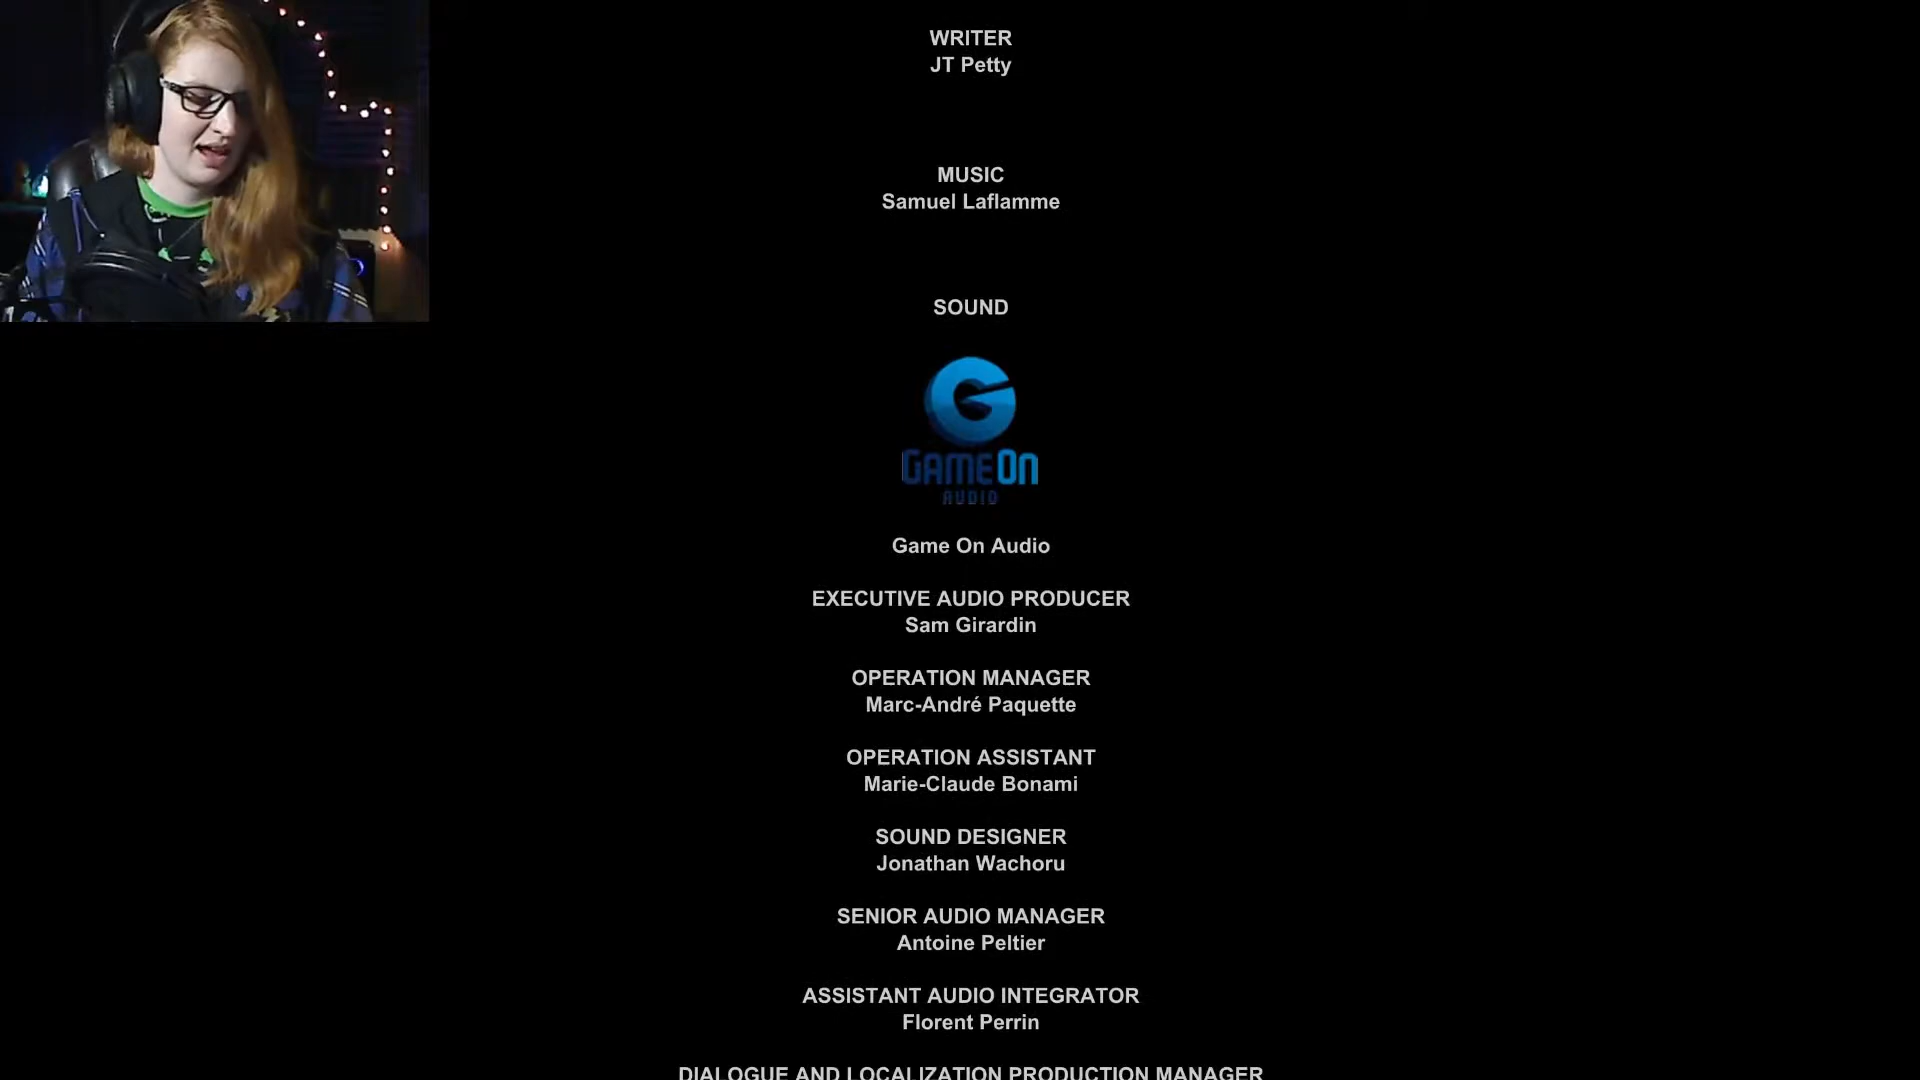 WRITER
JT Petty
MUSIC
Samuel Laflamme
SOUND
GAMEON
AUDIO
Game On Audio
EXECUTIVE AUDIO PRODUCER
Sam Girardin
OPERATION MANAGER
Marc-André Paquette
OPERATION ASSISTANT
Marie-Claude Bonami
SOUND DESIGNER
Jonathan Wachoru
SENIOR AUDIO MANAGER
Antoine Peltier
ASSISTANT AUDIO INTEGRATOR
Florent Perrin
DIALOGUE AND LOCALIZATION PRODUCTION MANAGER